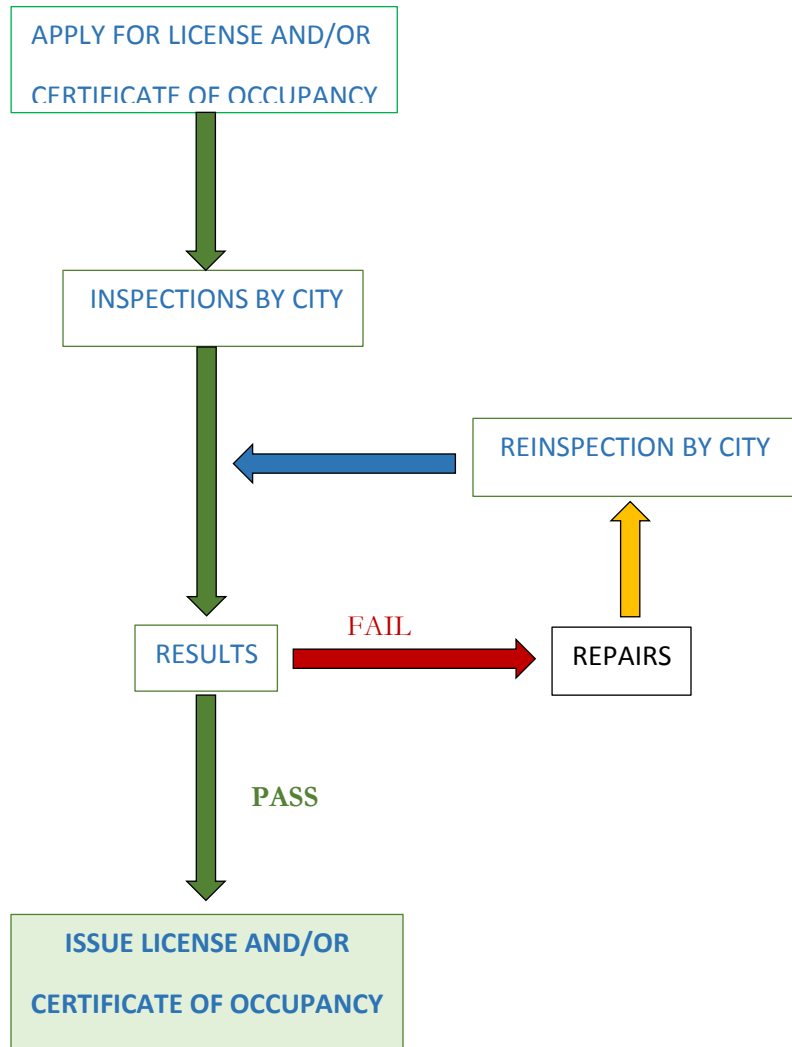 APPLY FOR LICENSE AND/OR
CERTIFICATE OF OCCUPANCY
INSPECTIONS BY CITY
REINSPECTION BY CITY
RESULTS
FAIL
REPAIRS
PASS
ISSUE LICENSE AND/OR
CERTIFICATE OF OCCUPANCY